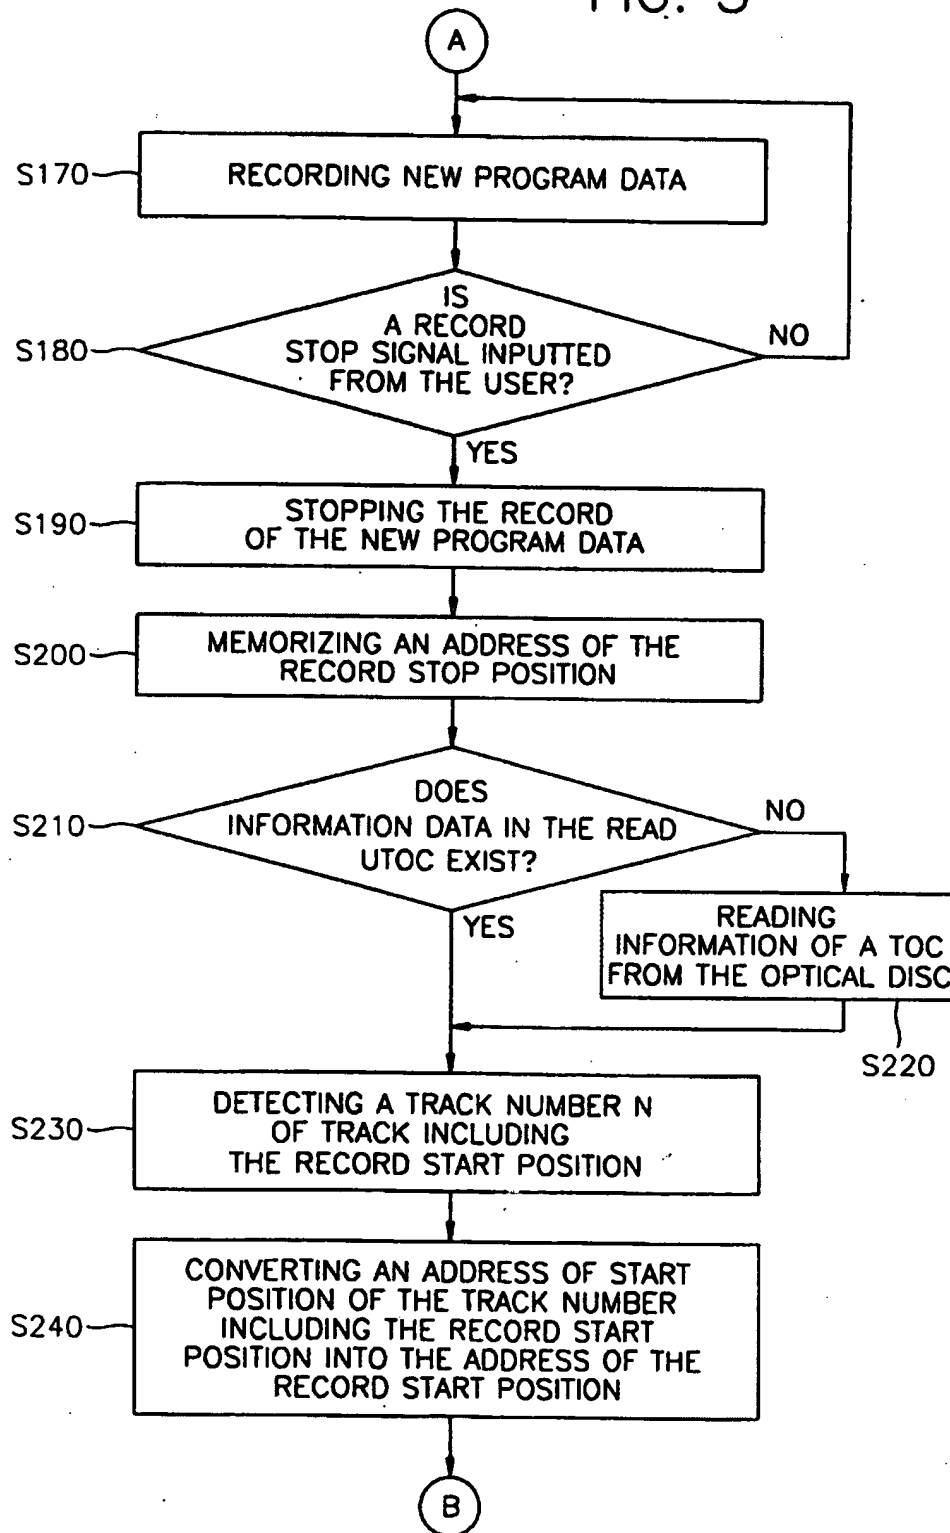 A
S170
RECORDING NEW PROGRAM DATA
S180
IS
A RECORD
STOP SIGNAL INPUTTED
FROM THE USER?
NO
YES
S190
STOPPING THE RECORD
OF THE NEW PROGRAM DATA
S200
MEMORIZING AN ADDRESS OF THE
RECORD STOP POSITION
S210
DOES
INFORMATION DATA IN THE READ
UTOC EXIST?
NO
YES
READING
INFORMATION OF A TOC
FROM THE OPTICAL DISC
S220
S230
DETECTING A TRACK NUMBER N
OF TRACK INCLUDING
THE RECORD START POSITION
S240
CONVERTING AN ADDRESS OF START
POSITION OF THE TRACK NUMBER
INCLUDING THE RECORD START
POSITION INTO THE ADDRESS OF THE
RECORD START POSITION
B